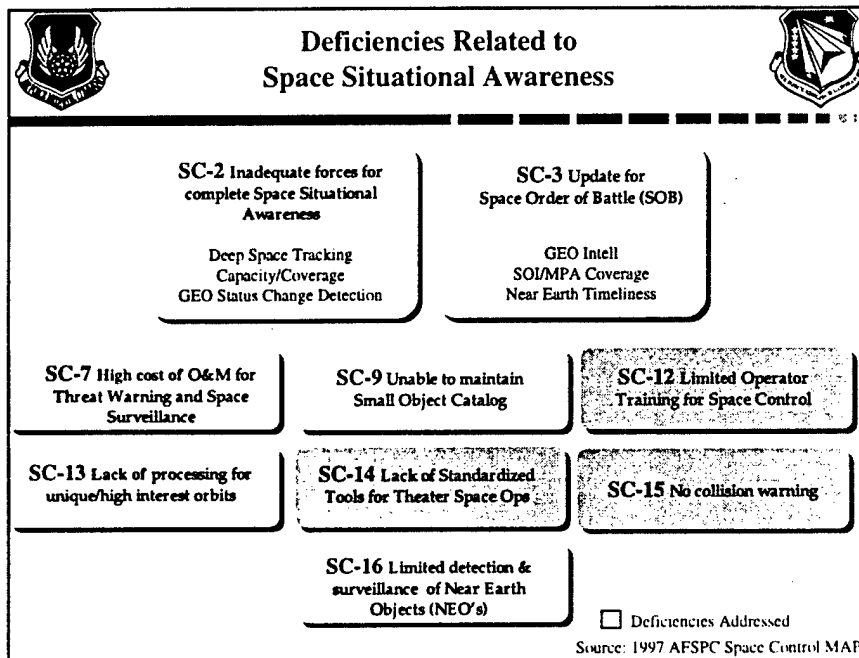 Deficiencies Related to
Space Situational Awareness
SC-2 Inadequate forces for
complete Space Situational
Awareness
Deep Space Tracking
Capacity/Coverage
GEO Status Change Detection
SC-3 Update for
Space Order of Battle (SOB)
GEO Intell
SOI/MPA Coverage
Near Earth Timeliness
SC-7 High cost of O&M for
Threat Warning and Space
Surveillance
SC-9 Unable to maintain
Small Object Catalog
SC-12 Limited Operator
Training for Space Control
SC-13 Lack of processing for
unique/high interest orbits
SC-14 Lack of Standardized
Tools for Theater Space Ops
SC-15 No collision warning
SC-16 Limited detection &
surveillance of Near Earth
Objects (NEO's)
Deficiencies Addressed
Source: 1997 AFSPC Space Control MAP